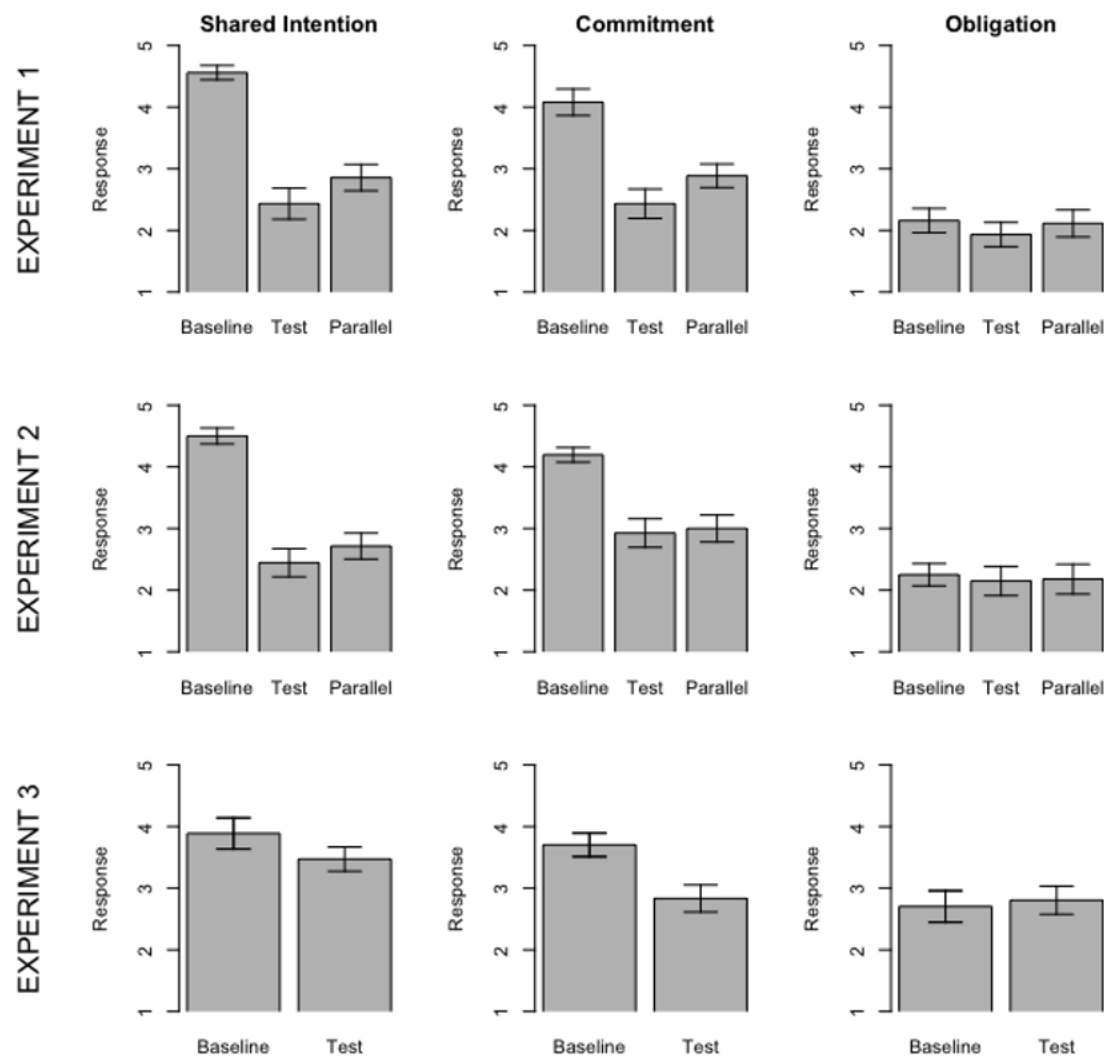 Shared Intention Commitment Obligation
EXPERIMENT 1
Response
5
4
3
2
1
Baseline Test Parallel
Response
5
4
3
2
1
Baseline Test Parallel
Response
5
4
3
2
1
Baseline Test Parallel
EXPERIMENT 2
Response
5
4
3
2
1
Baseline Test Parallel
Response
5
4
3
2
1
Baseline Test Parallel
Response
5
4
3
2
1
Baseline Test Parallel
EXPERIMENT 3
Response
5
4
3
2
1
Baseline Test
Response
5
4
3
2
1
Baseline Test
Response
5
4
3
2
1
Baseline Test